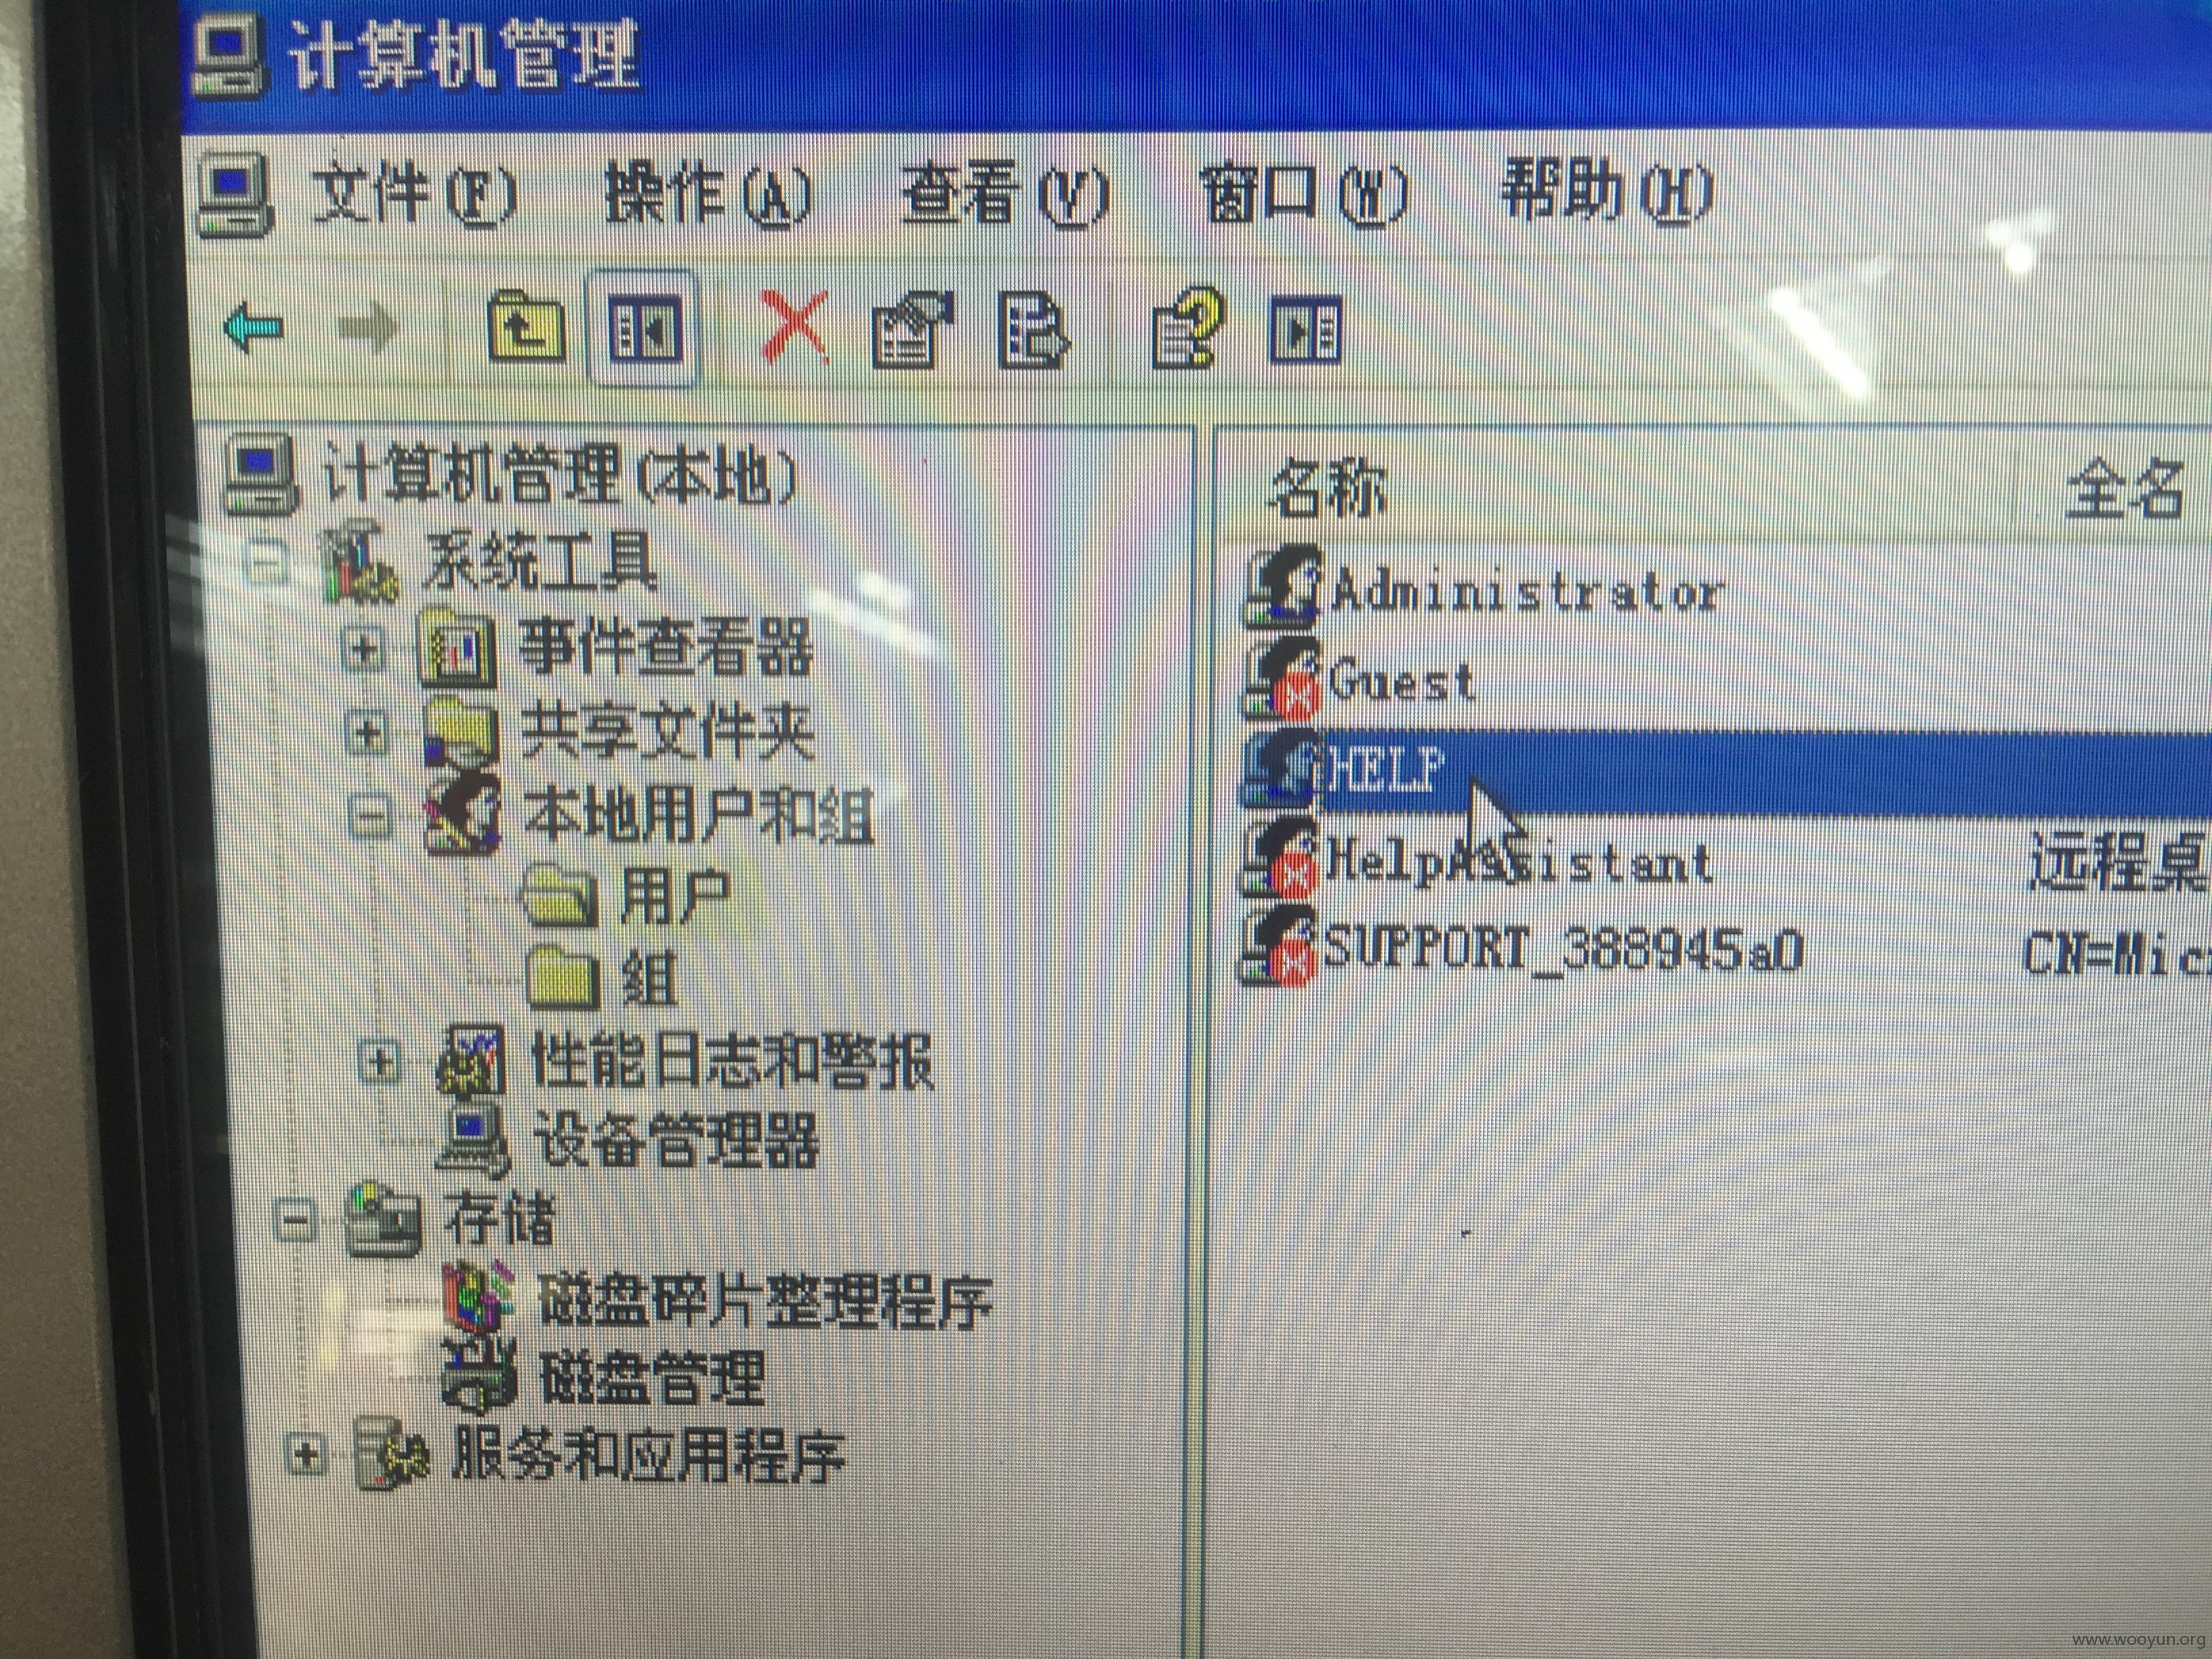 计算机管理
文件(F) 操作(A) 查看(V) 窗口(W) 帮助(H)
计算机管理(本地)
系统工具
事件查看器
共享文件夹
本地用户和组
用户
组
性能日志和警报
设备管理器
存储
磁盘碎片整理程序
磁盘管理
服务和应用程序
名称 全名
Administrator
Guest
HELP
HelpAssistant 远程桌
SUPPORT_388945a0 CN=Mic
www.wooyun.org